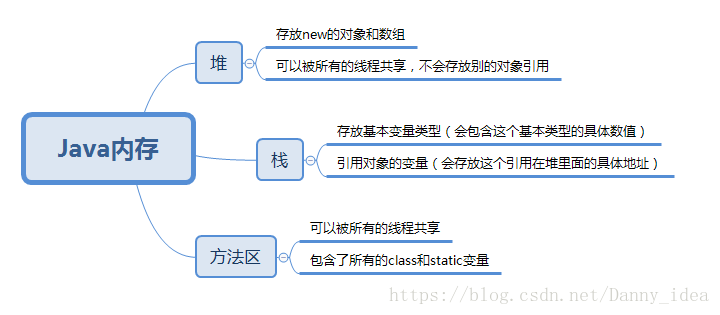 存放new的对象和数组
堆
可以被所有的线程共享，不会存放别的对象引用
存放基本变量类型（会包含这个基本类型的具体数值）
Java内存
栈
引用对象的变量（会存放这个引用在堆里面的具体地址）
可以被所有的线程共享
方法区
包含了所有的class和static变量
https://blog.csdn.net/Danny_idea